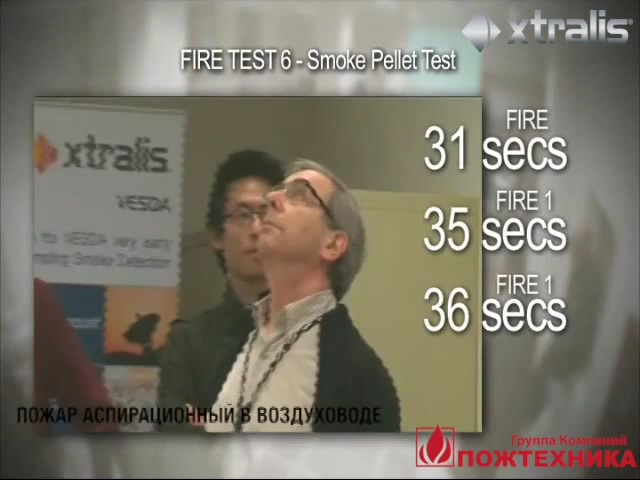 xtralis
FIRE TEST 6 - Smoke Pellet Test
FIRE
31 secs
FIRE 1
35 secs
FIRE 1
36 secs
xtralis
VESDA
for VESDA very early
Smoke Detection
ПОЖАР АСПИРАЦИОННЫЙ В ВОЗДУХОВОДЕ
Группа Компаний
ПОЖТЕХНИКА